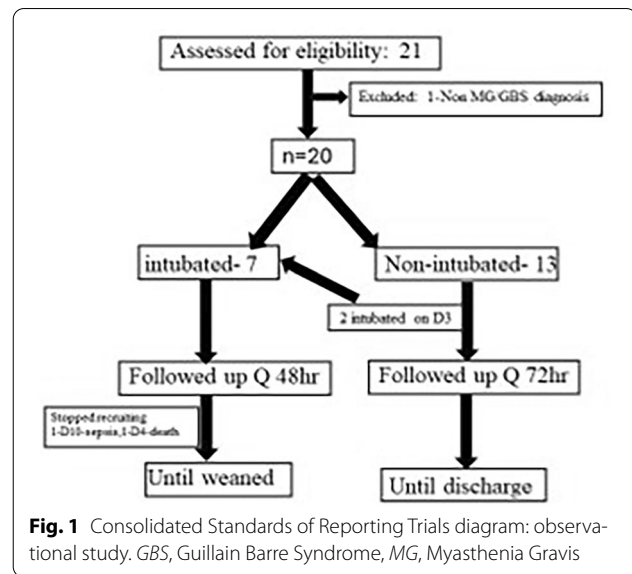 Assessed for eligibility: 21
Excluded: 1-Non MG/GBS diagnosis
n=20
intubated- 7
Non-intubated- 13
2 intubated on D3
Followed up Q 48hr
Followed up Q 72hr
Stopped recruiting
1-D10-sepsis,1-D4-death
Until weaned
Until discharge
Fig. 1 Consolidated Standards of Reporting Trials diagram: observa-
tional study. GBS, Guillain Barre Syndrome, MG, Myasthenia Gravis